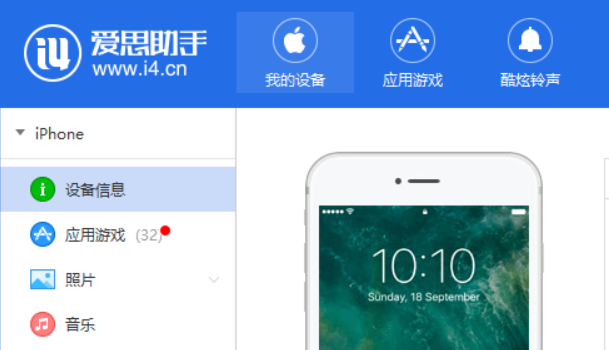 i4 爱思助手
www.i4.cn
我的设备
应用游戏
酷炫铃声
iPhone
设备信息
应用游戏 (32)
照片
音乐
10:10
Sunday, 18 September